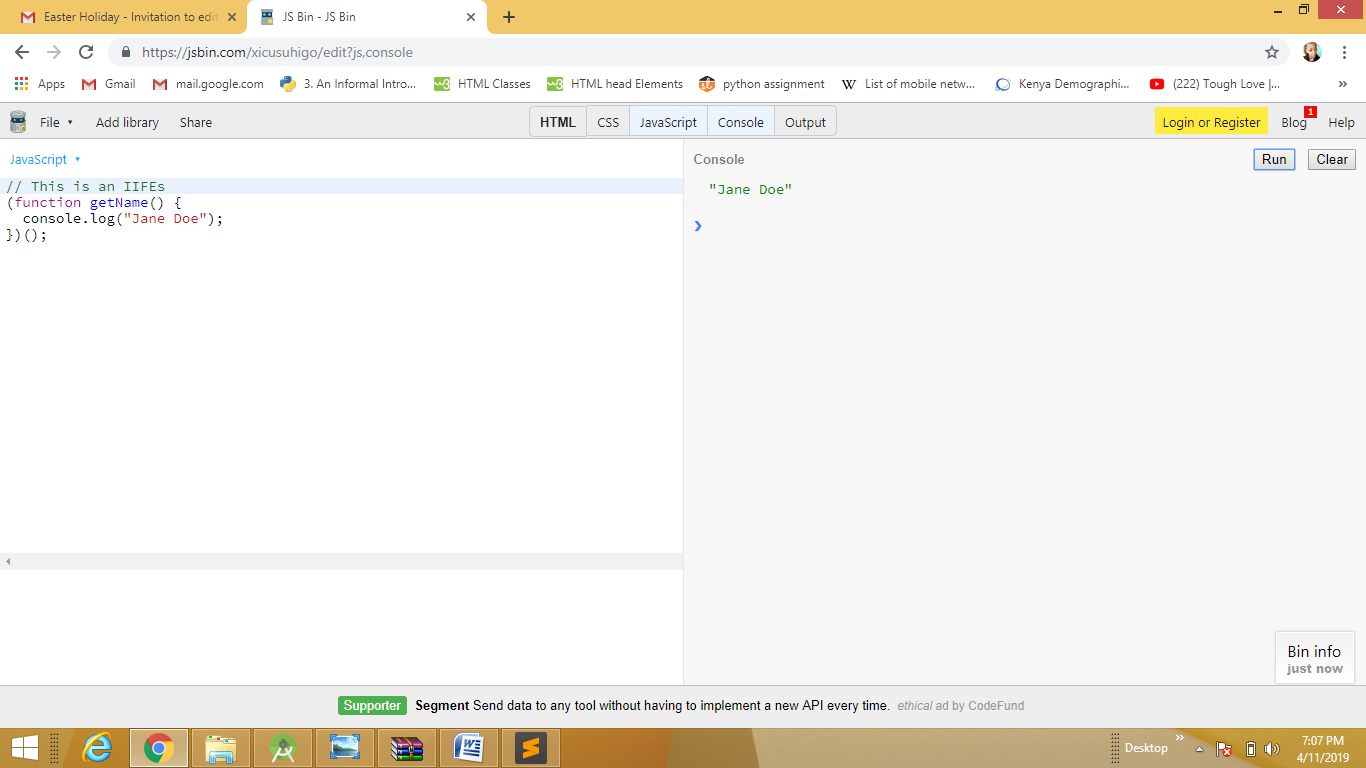 Easter Holiday - Invitation to edi
JS Bin - JS Bin
https://jsbin.com/xicusuhigo/edit?js,console
Apps
Gmail
mail.google.com
3. An Informal Intro...
HTML Classes
HTML head Elements
python assignment
List of mobile netw...
Kenya Demographi...
(222) Tough Love |...
File
Add library
Share
HTML
CSS
JavaScript
Console
Output
Login or Register
Blog
1
Help
JavaScript
Console
Run
Clear
// This is an IIFEs
(function getName() {
console.log("Jane Doe");
})();
"Jane Doe"
Bin info
just now
Supporter Segment Send data to any tool without having to implement a new API every time. ethical ad by CodeFund
Desktop
7:07 PM
4/11/2019